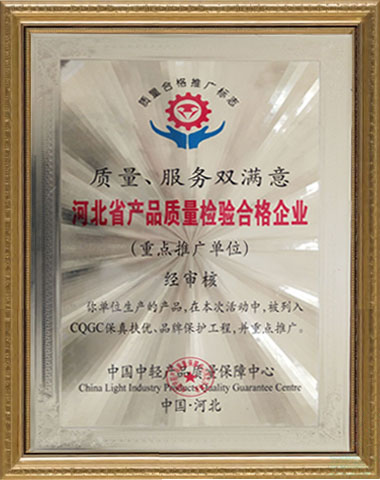 质量合格推广标志
质量、服务双满意
河北省产品质量检验合格企业
(重点推广单位)
经审核
你单位生产的产品,在本次活动中,被列入
CQGC保真扶优、品牌保护工程,并重点推广。
中国中轻产品质量保障中心
China Light Industry Products Quality Guarantee Centre
中国·河北